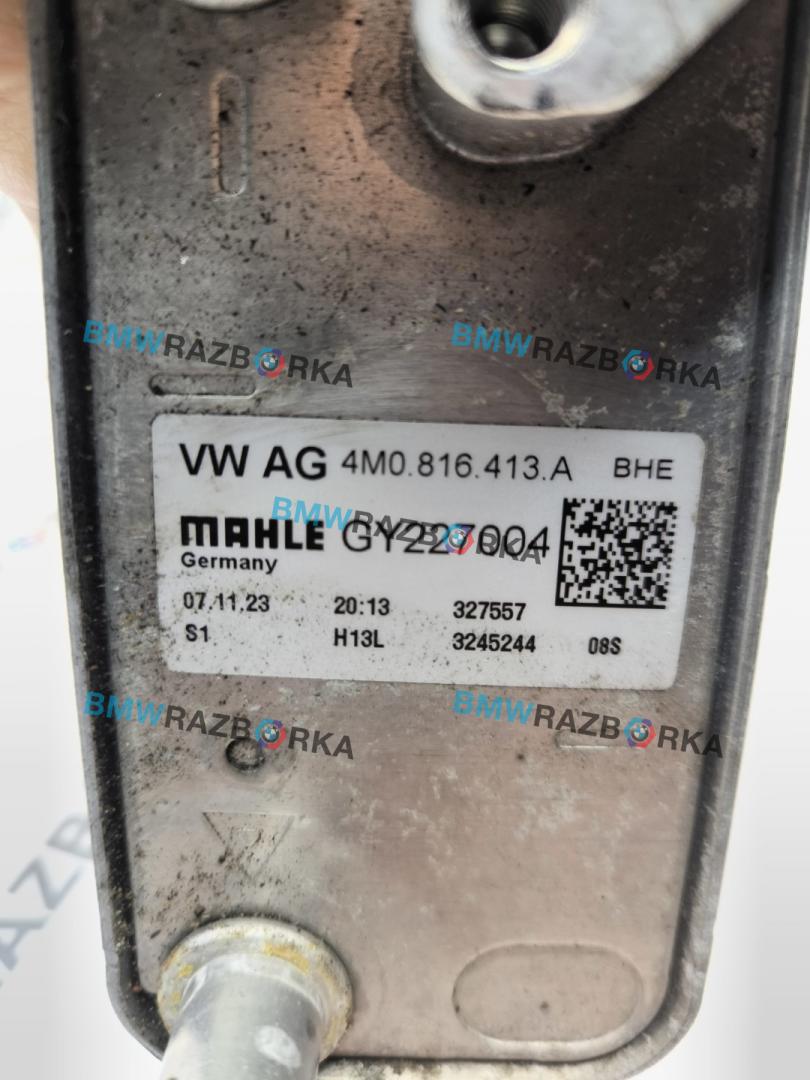 BMWRAZBORKA
BMWRAZBORKA
VW AG 4M0.816.413.A BHE
BMWRAZBORKA
MAHLE GY227004
Germany
07.11.23 20:13 327557
S1 H13L 3245244 08S
BMWRAZBORKA
BMWRAZBORKA